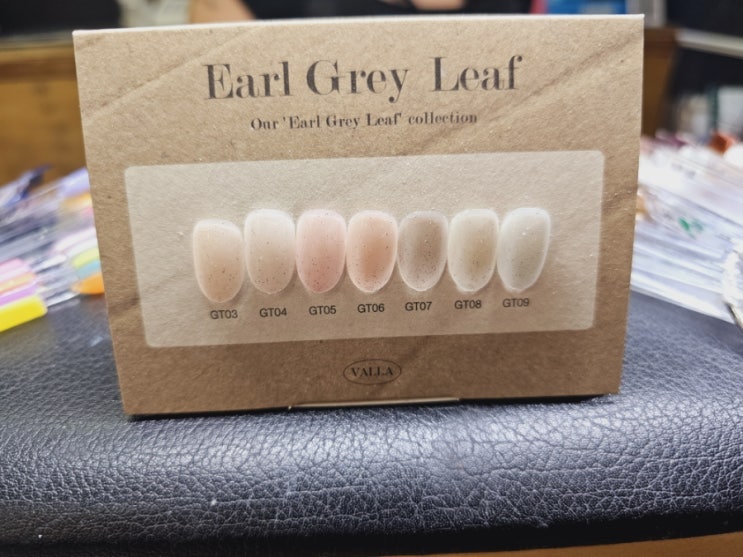 Earl Grey Leaf
Our 'Earl Grey Leaf' collection
GT03 GT04 GT05 GT06 GT07 GT08 GT09
VALLA